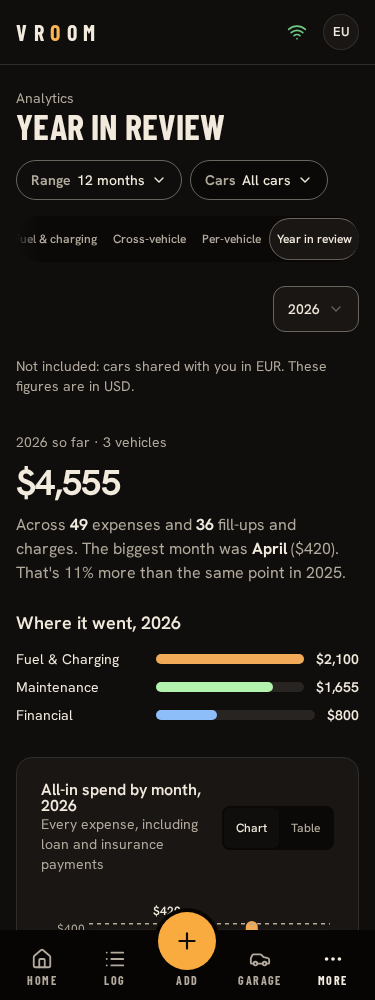 VROOM
EU
Analytics
YEAR IN REVIEW
Range 12 months
Cars All cars
uel & charging Cross-vehicle Per-vehicle Year in review
2026
Not included: cars shared with you in EUR. These
figures are in USD.
2026 so far · 3 vehicles
$4,555
Across 49 expenses and 36 fill-ups and
charges. The biggest month was April ($420).
That's 11% more than the same point in 2025.
Where it went, 2026
Fuel & Charging $2,100
Maintenance $1,655
Financial $800
All-in spend by month,
2026
Every expense, including
loan and insurance
payments
Chart Table
$420
$400
HOME LOG ADD GARAGE MORE